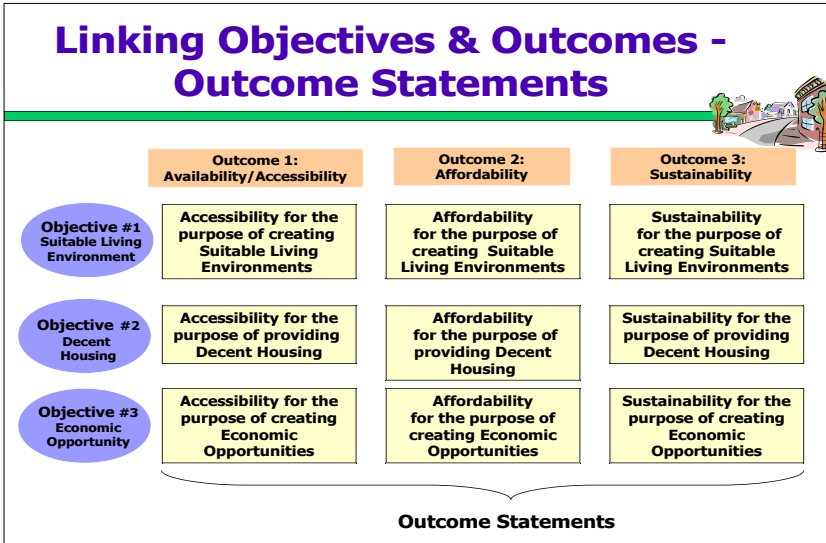 Linking Objectives & Outcomes -
Outcome Statements
Outcome 1:
Availability/Accessibility
Outcome 2:
Affordability
Outcome 3:
Sustainability
Objective #1
Suitable Living
Environment
Accessibility for the
purpose of creating
Suitable Living
Environments
Affordability
for the purpose of
creating Suitable
Living Environments
Sustainability
for the purpose of
creating Suitable
Living Environments
Objective #2
Decent
Housing
Accessibility for the
purpose of providing
Decent Housing
Affordability
for the purpose of
providing Decent
Housing
Sustainability for the
purpose of providing
Decent Housing
Objective #3
Economic
Opportunity
Accessibility for the
purpose of creating
Economic
Opportunities
Affordability
for the purpose of
creating Economic
Opportunities
Sustainability for the
purpose of creating
Economic
Opportunities
Outcome Statements